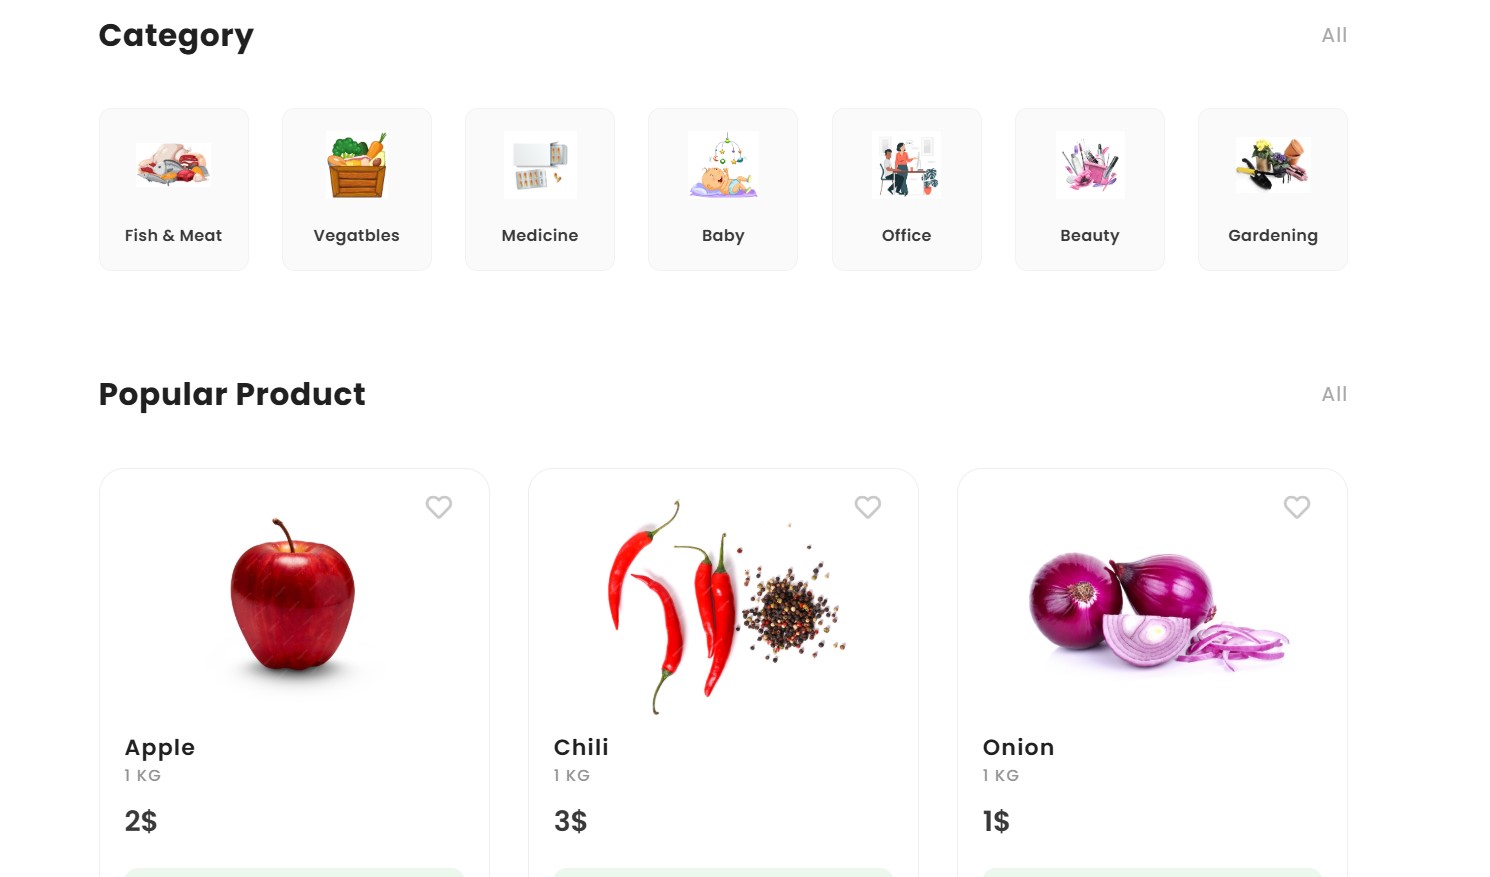 Category
All
Fish & Meat
Vegatbles
Medicine
Baby
Office
Beauty
Gardening
Popular Product
All
Apple
1 KG
2$
Chili
1 KG
3$
Onion
1 KG
1$